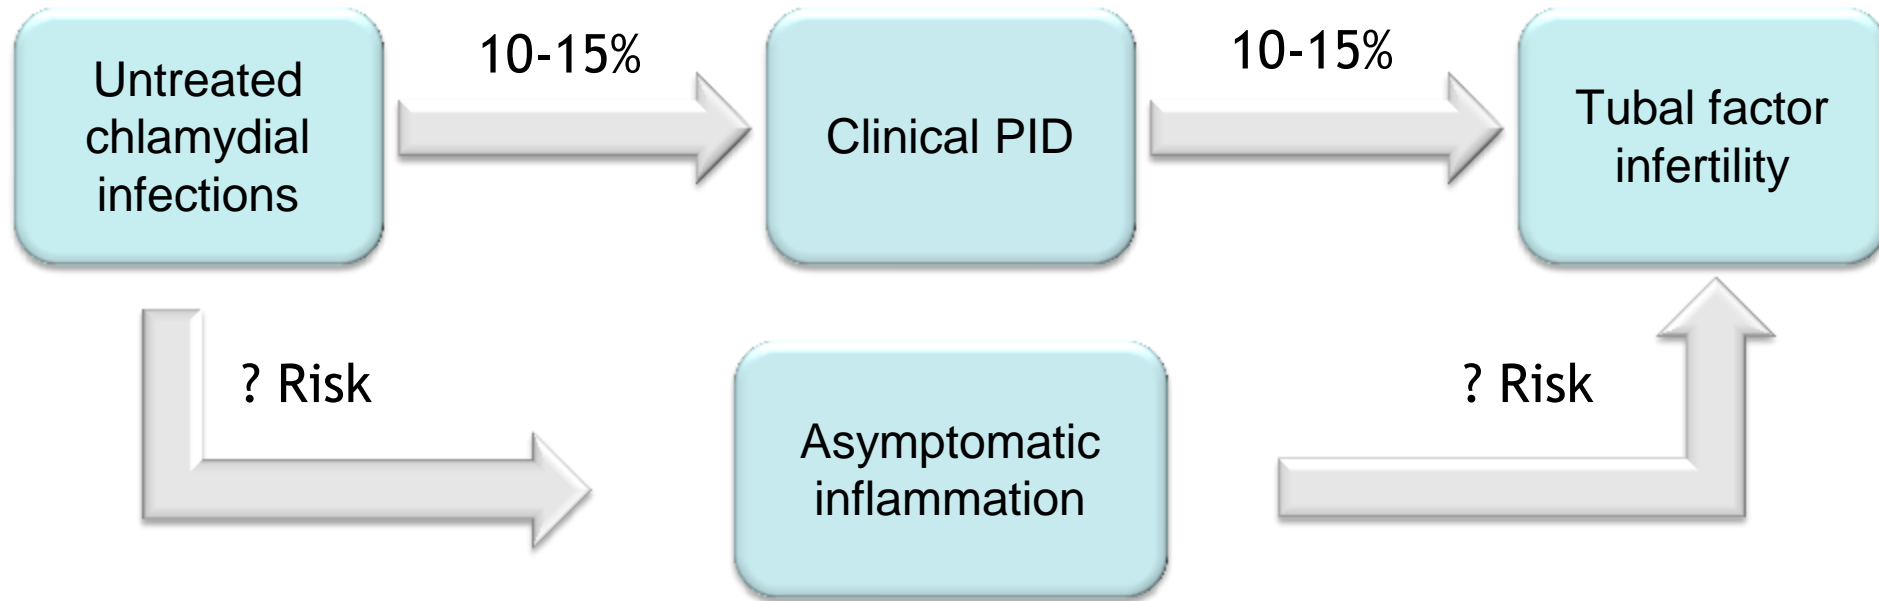 Untreated
chlamydial
infections
10-15%
Clinical PID
10-15%
Tubal factor
infertility
? Risk
Asymptomatic
inflammation
? Risk